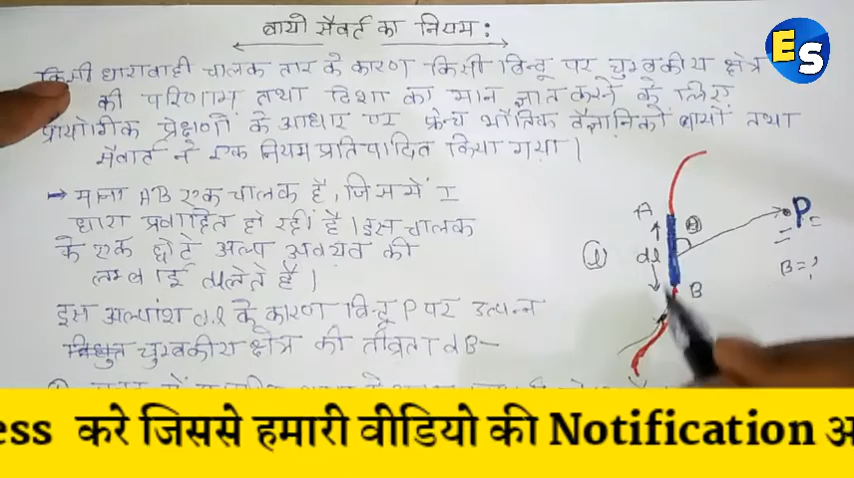 बायो सैवर्ट का नियम :
ES
किसी धारावाही चालक तार के कारण किसी बिन्दू पर चुम्बकीय क्षेत्र
की परिणाम तथा दिशा का मान ज्ञात करने के लिए
प्रायोगीक प्रेक्षणों के आधार पर फ्रेन्च भौतिक वैज्ञानिकों बायो तथा
सैवार्ट ने एक नियम प्रतिपादित किया गया।
→ माना AB एक चालक है, जिसमें I
धारा प्रवाहित हो रही है। इस चालक
के एक छोटे अल्प अवयत की
लम्बाई dl लेते है।
इस अल्पांश dl के कारण बिन्दू P पर उत्पन्न
चुम्बकीय क्षेत्र की तीव्रता dB-
A
θ
P
l
dl
B=?
B
ess करे जिससे हमारी वीडियो की Notification अ